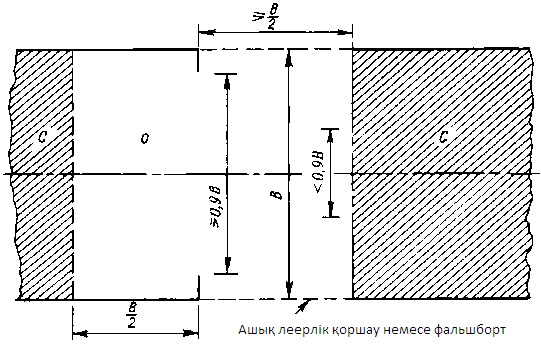 ⩾ B/2
C
O
C
⩾0,9B
B
<0,9B
B/2
Ашық леерлік қоршау немесе фальшборт